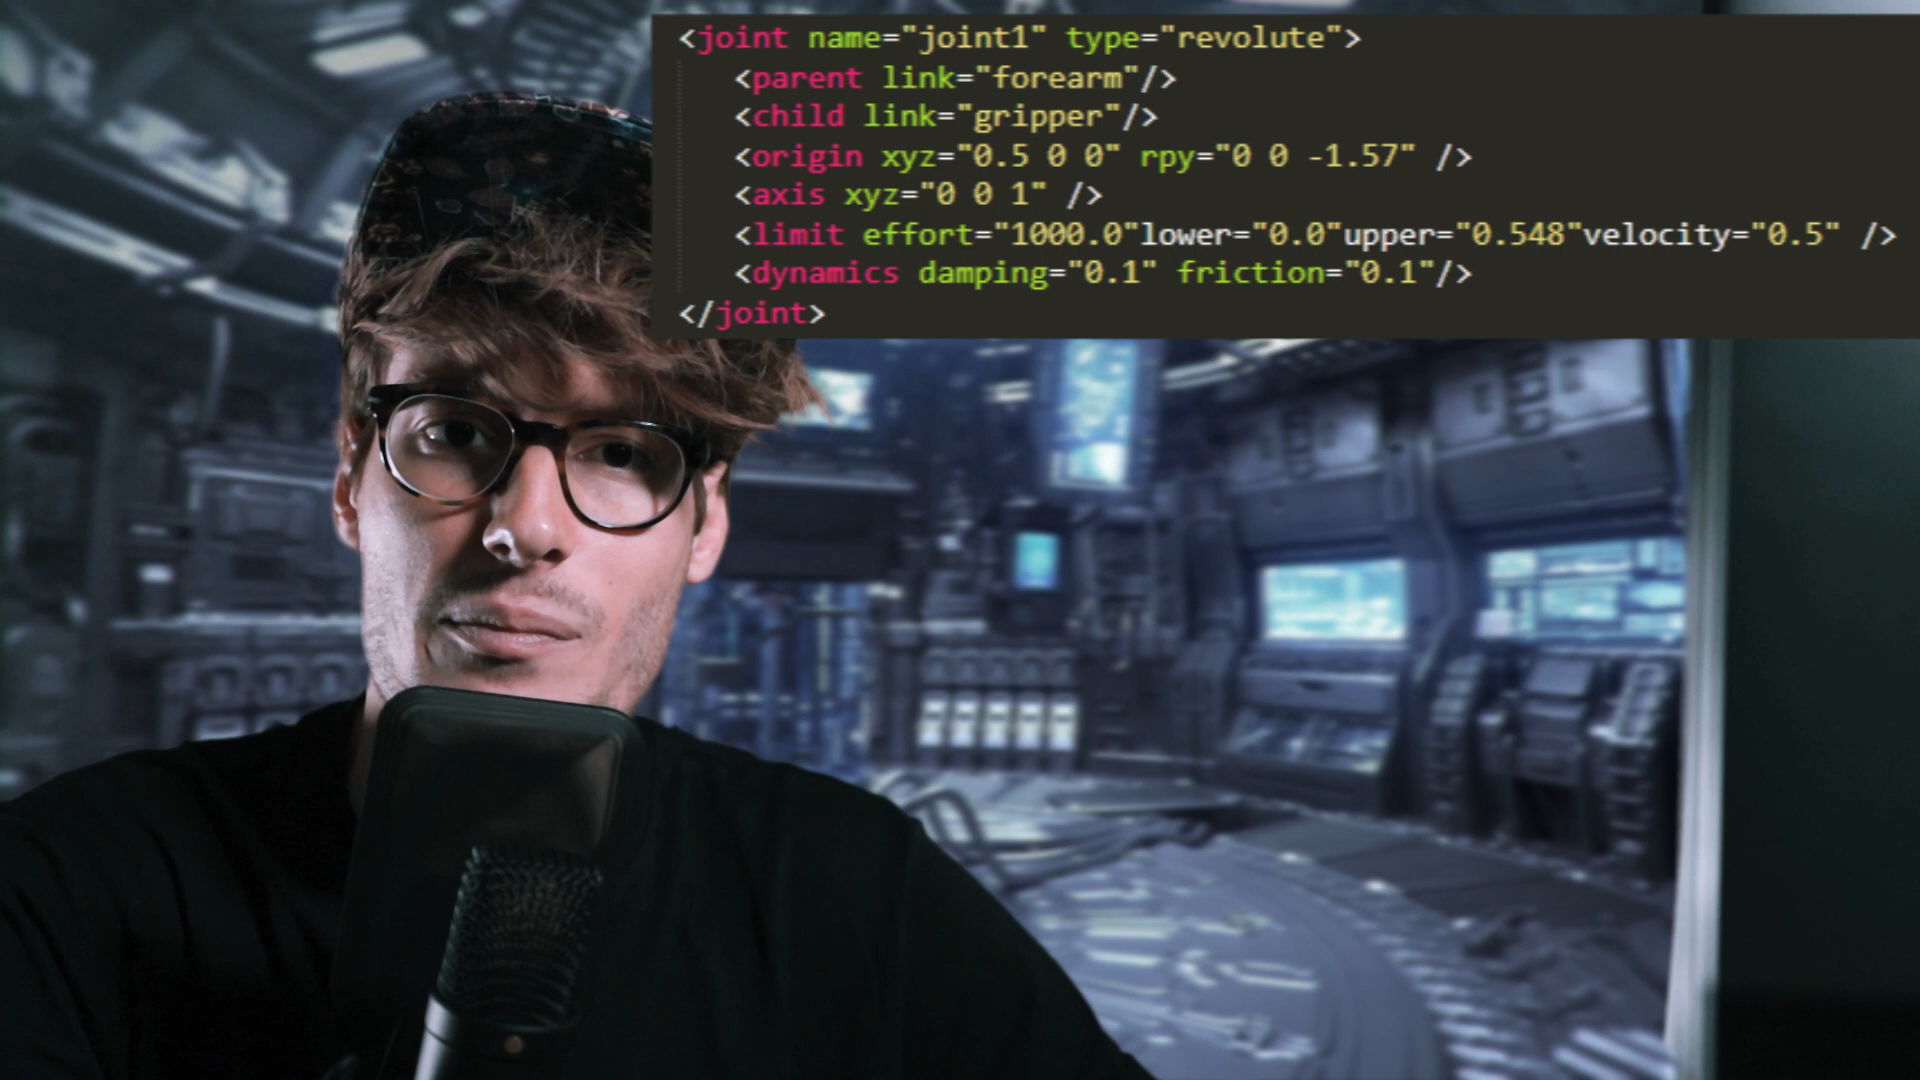 <joint name="joint1" type="revolute">
<parent link="forearm"/>
<child link="gripper"/>
<origin xyz="0.5 0 0" rpy="0 0 -1.57" />
<axis xyz="0 0 1" />
<limit effort="1000.0"lower="0.0"upper="0.548"velocity="0.5" />
<dynamics damping="0.1" friction="0.1"/>
</joint>